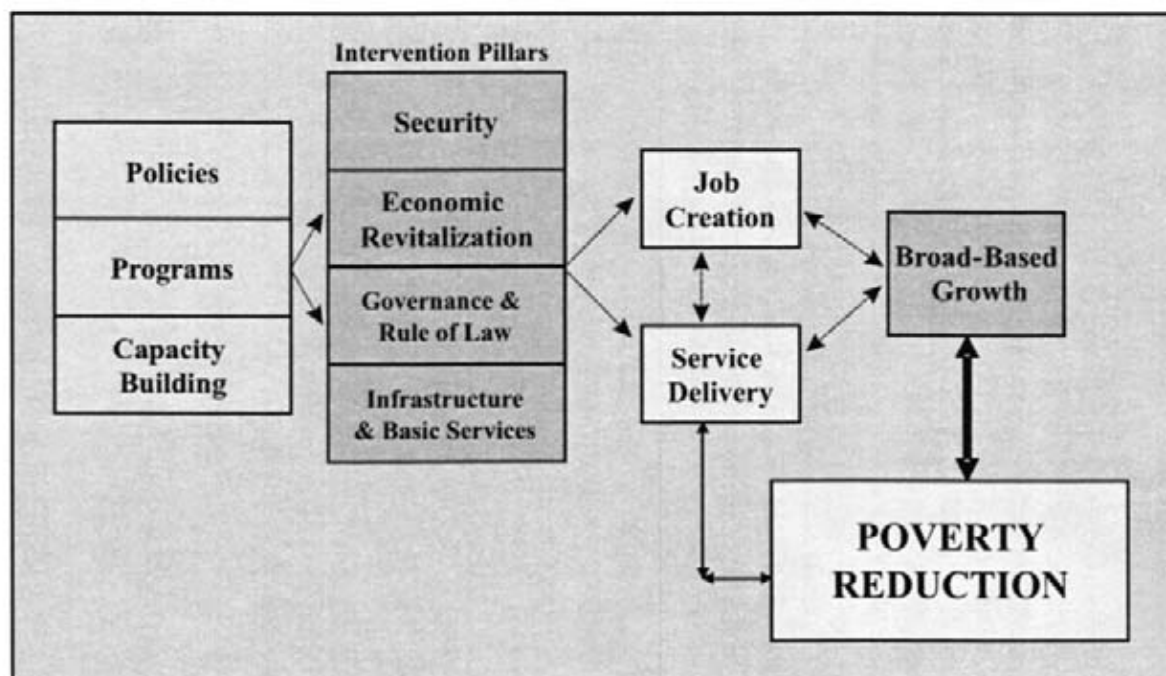 Intervention Pillars
Policies
Programs
Capacity
Building
Security
Economic
Revitalization
Governance &
Rule of Law
Infrastructure
& Basic Services
Job
Creation
Service
Delivery
Broad-Based
Growth
POVERTY
REDUCTION